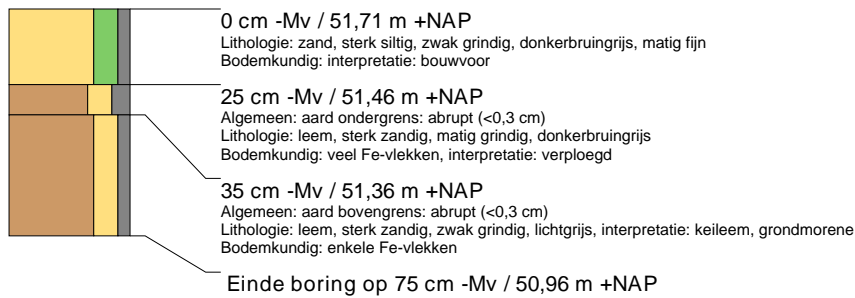 0 cm -Mv / 51,71 m +NAP
Lithologie: zand, sterk siltig, zwak grindig, donkerbruingrijs, matig fijn
Bodemkundig: interpretatie: bouwvoor
25 cm -Mv / 51,46 m +NAP
Algemeen: aard ondergrens: abrupt (<0,3 cm)
Lithologie: leem, sterk zandig, matig grindig, donkerbruingrijs
Bodemkundig: veel Fe-vlekken, interpretatie: verploegd
35 cm -Mv / 51,36 m +NAP
Algemeen: aard bovengrens: abrupt (<0,3 cm)
Lithologie: leem, sterk zandig, zwak grindig, lichtgrijs, interpretatie: keileem, grondmorene
Bodemkundig: enkele Fe-vlekken
Einde boring op 75 cm -Mv / 50,96 m +NAP